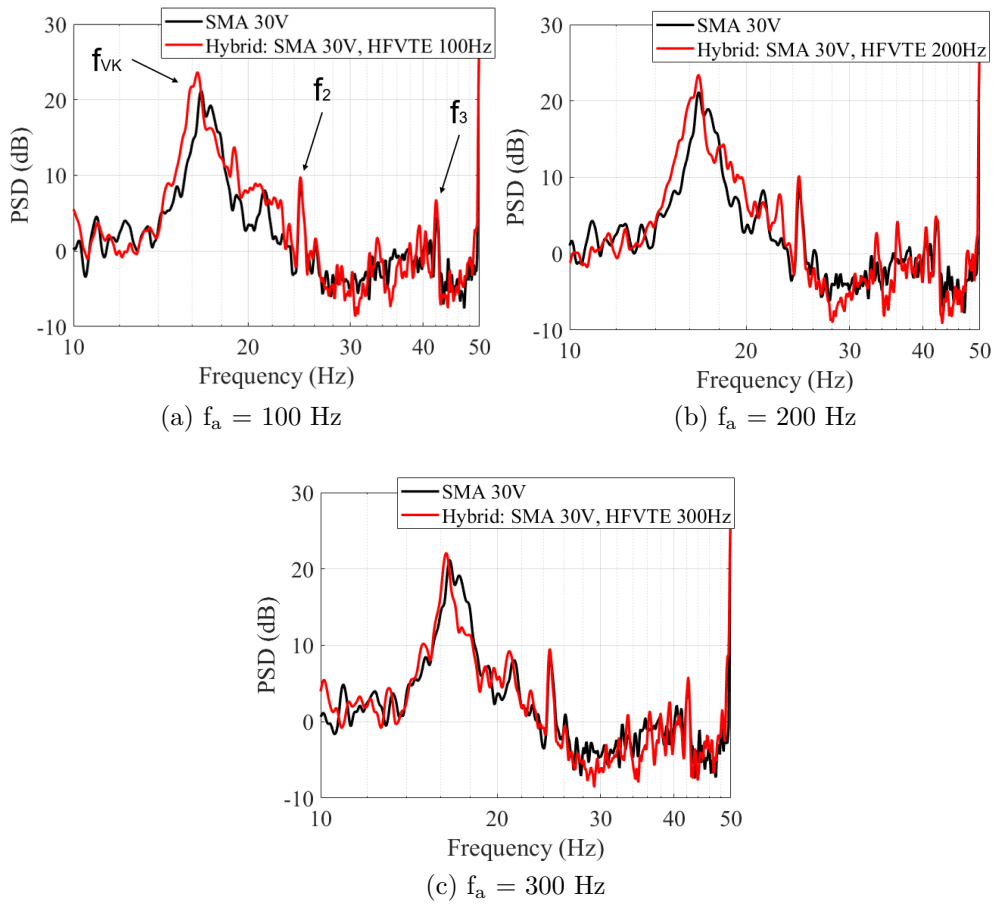 SMA 30V
Hybrid: SMA 30V, HFVTE 100Hz
fVK
f2
f3
PSD (dB)
30
20
10
0
-10
10
20
30
40
50
Frequency (Hz)
(a) fa = 100 Hz
SMA 30V
Hybrid: SMA 30V, HFVTE 200Hz
PSD (dB)
30
20
10
0
-10
10
20
30
40
50
Frequency (Hz)
(b) fa = 200 Hz
SMA 30V
Hybrid: SMA 30V, HFVTE 300Hz
PSD (dB)
30
20
10
0
-10
10
20
30
40
50
Frequency (Hz)
(c) fa = 300 Hz